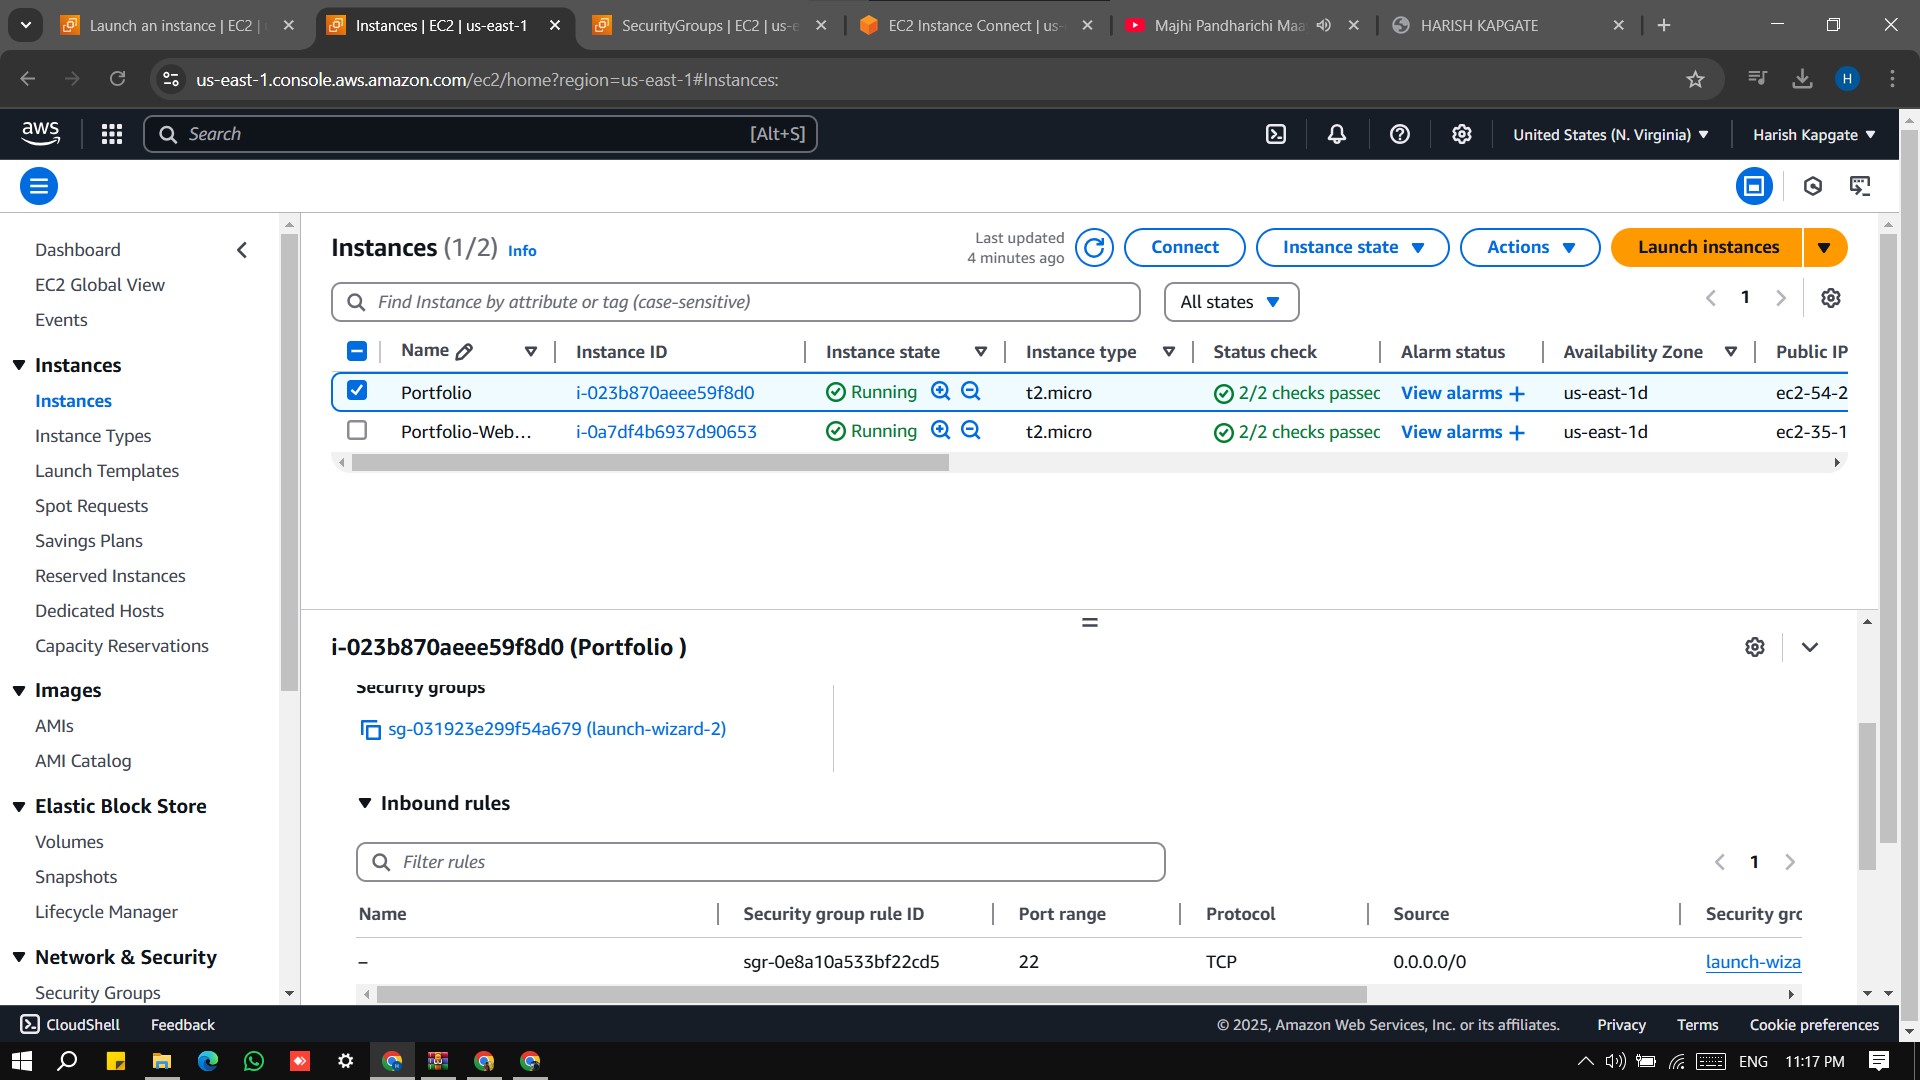 Launch an instance | EC2 |
Instances | EC2 | us-east-1
SecurityGroups | EC2 | us-e
EC2 Instance Connect | us-
Majhi Pandharichi Maa
HARISH KAPGATE
us-east-1.console.aws.amazon.com/ec2/home?region=us-east-1#Instances:
H
aws
Search
[Alt+S]
United States (N. Virginia)
Harish Kapgate
Dashboard
EC2 Global View
Events
Instances
Instances
Instance Types
Launch Templates
Spot Requests
Savings Plans
Reserved Instances
Dedicated Hosts
Capacity Reservations
Images
AMIs
AMI Catalog
Elastic Block Store
Volumes
Snapshots
Lifecycle Manager
Network & Security
Security Groups
Instances (1/2) Info
Last updated
4 minutes ago
Connect
Instance state
Actions
Launch instances
Find Instance by attribute or tag (case-sensitive)
All states
1
Name Instance ID Instance state Instance type Status check Alarm status Availability Zone Public IP
Portfolio i-023b870aeee59f8d0 Running t2.micro 2/2 checks passed View alarms + us-east-1d ec2-54-2
Portfolio-Web... i-0a7df4b6937d90653 Running t2.micro 2/2 checks passed View alarms + us-east-1d ec2-35-1
i-023b870aeee59f8d0 (Portfolio )
Security groups
sg-031923e299f54a679 (launch-wizard-2)
Inbound rules
Filter rules
1
Name Security group rule ID Port range Protocol Source Security gro
– sgr-0e8a10a533bf22cd5 22 TCP 0.0.0.0/0 launch-wiza
CloudShell
Feedback
© 2025, Amazon Web Services, Inc. or its affiliates.
Privacy
Terms
Cookie preferences
ENG
11:17 PM